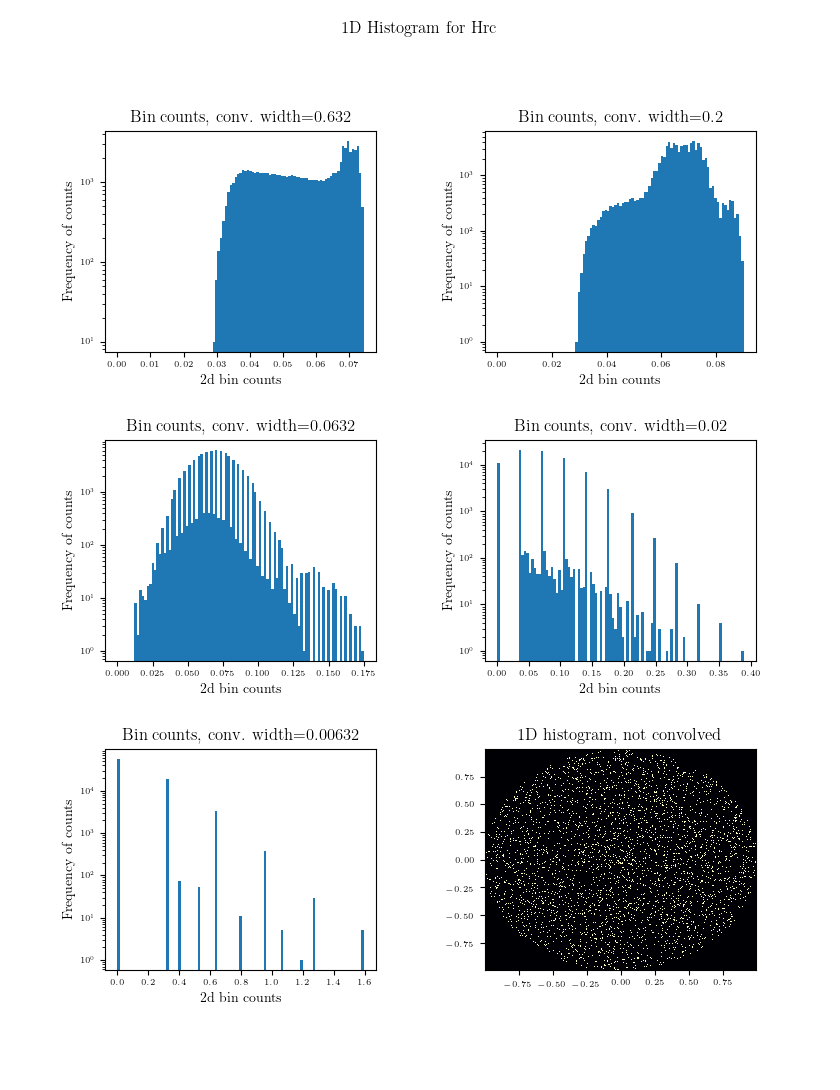 1D Histogram for Hrc
Bin counts, conv. width=0.632
Frequency of counts
10³
10²
10¹
0.00 0.01 0.02 0.03 0.04 0.05 0.06 0.07
2d bin counts
Bin counts, conv. width=0.2
Frequency of counts
10³
10²
10¹
10⁰
0.00 0.02 0.04 0.06 0.08
2d bin counts
Bin counts, conv. width=0.0632
Frequency of counts
10³
10²
10¹
10⁰
0.000 0.025 0.050 0.075 0.100 0.125 0.150 0.175
2d bin counts
Bin counts, conv. width=0.02
Frequency of counts
10⁴
10³
10²
10¹
10⁰
0.00 0.05 0.10 0.15 0.20 0.25 0.30 0.35 0.40
2d bin counts
Bin counts, conv. width=0.00632
Frequency of counts
10⁴
10³
10²
10¹
10⁰
0.0 0.2 0.4 0.6 0.8 1.0 1.2 1.4 1.6
2d bin counts
1D histogram, not convolved
0.75
0.50
0.25
0.00
−0.25
−0.50
−0.75
−0.75 −0.50 −0.25 0.00 0.25 0.50 0.75